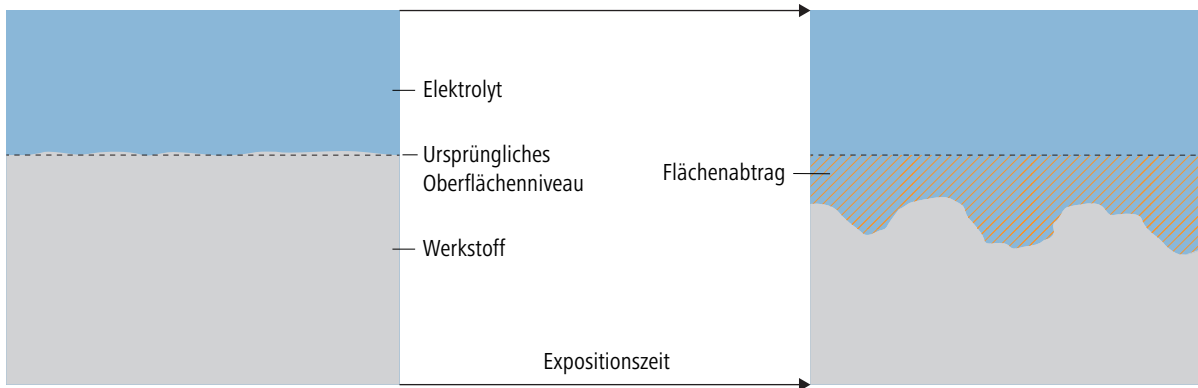 Elektrolyt
Ursprüngliches
Oberflächenniveau
Flächenabtrag
Werkstoff
Expositionszeit